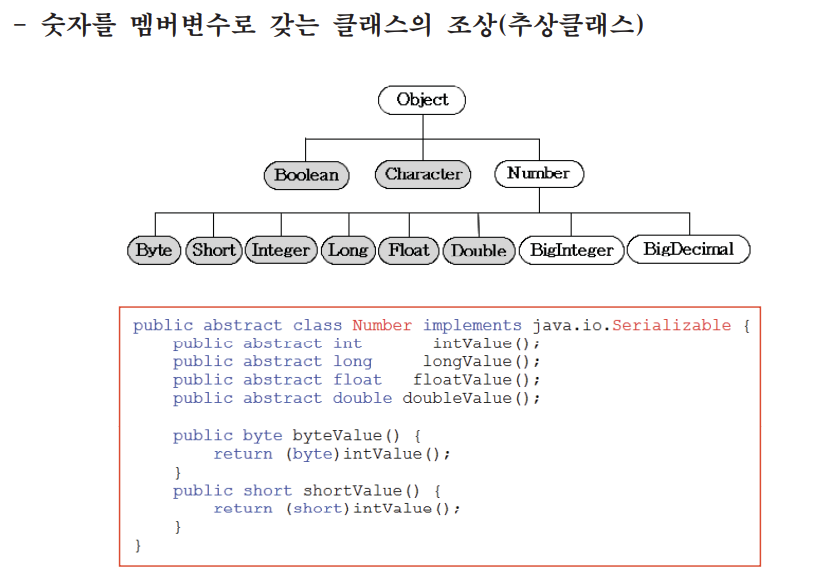 - 숫자를 멤버변수로 갖는 클래스의 조상(추상클래스)
Object
Boolean Character Number
Byte Short Integer Long Float Double BigInteger BigDecimal
public abstract class Number implements java.io.Serializable {
    public abstract int       intValue();
    public abstract long     longValue();
    public abstract float   floatValue();
    public abstract double doubleValue();
    public byte byteValue() {
        return (byte)intValue();
    }
    public short shortValue() {
        return (short)intValue();
    }
}